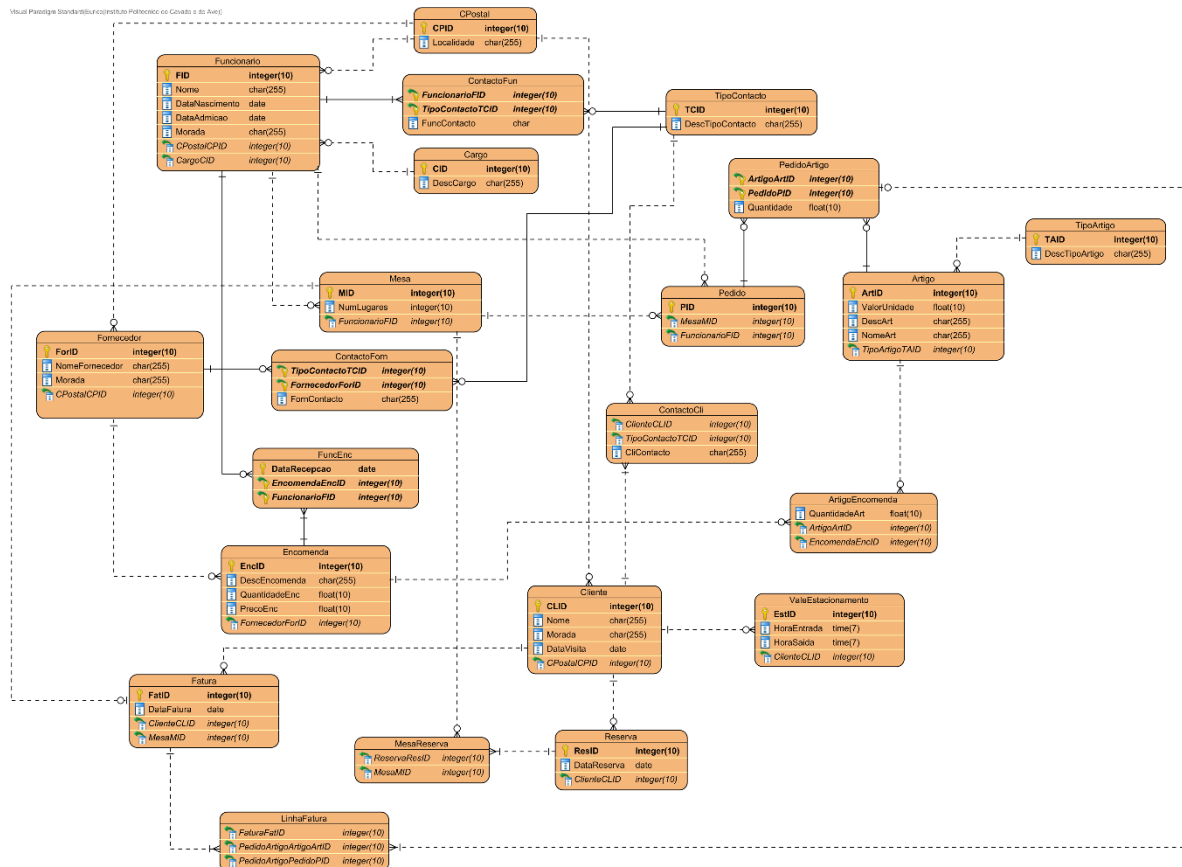 Visual Paradigm Standard(Eurico(Instituto Politecnico do Cavado e do Ave))
CPostal
CPID integer(10)
Localidade char(255)
Funcionario
FID integer(10)
Nome char(255)
DataNascimento date
DataAdmicao date
Morada char(255)
CPostalCPID integer(10)
CargoCID integer(10)
ContactoFun
FuncionarioFID integer(10)
TipoContactoTCID integer(10)
FuncContacto char
TipoContacto
TCID integer(10)
DescTipoContacto char(255)
Cargo
CID integer(10)
DescCargo char(255)
PedidoArtigo
ArtigoArtID integer(10)
PedidoPID integer(10)
Quantidade float(10)
TipoArtigo
TAID integer(10)
DescTipoArtigo char(255)
Mesa
MID integer(10)
NumLugares integer(10)
FuncionarioFID integer(10)
Pedido
PID integer(10)
MesaMID integer(10)
FuncionarioFID integer(10)
Artigo
ArtID integer(10)
ValorUnidade float(10)
DescArt char(255)
NomeArt char(255)
TipoArtigoTAID integer(10)
Fornecedor
ForID integer(10)
NomeFornecedor char(255)
Morada char(255)
CPostalCPID integer(10)
ContactoForn
TipoContactoTCID integer(10)
FornecedorForID integer(10)
FornContacto char(255)
ContactoCli
ClienteCLID integer(10)
TipoContactoTCID integer(10)
CliContacto char(255)
FuncEnc
DataRecepcao date
EncomendaEncID integer(10)
FuncionarioFID integer(10)
ArtigoEncomenda
QuantidadeArt float(10)
ArtigoArtID integer(10)
EncomendaEncID integer(10)
Encomenda
EncID integer(10)
DescEncomenda char(255)
QuantidadeEnc float(10)
PrecoEnc float(10)
FornecedorForID integer(10)
Cliente
CLID integer(10)
Nome char(255)
Morada char(255)
DataVisita date
CPostalCPID integer(10)
ValeEstacionamento
EstID integer(10)
HoraEntrada time(7)
HoraSaida time(7)
ClienteCLID integer(10)
Fatura
FatID integer(10)
DataFatura date
ClienteCLID integer(10)
MesaMID integer(10)
MesaReserva
ReservaResID integer(10)
MesaMID integer(10)
Reserva
ResID integer(10)
DataReserva date
ClienteCLID integer(10)
LinhaFatura
FaturaFatID integer(10)
PedidoArtigoArtigoArtID integer(10)
PedidoArtigoPedidoPID integer(10)